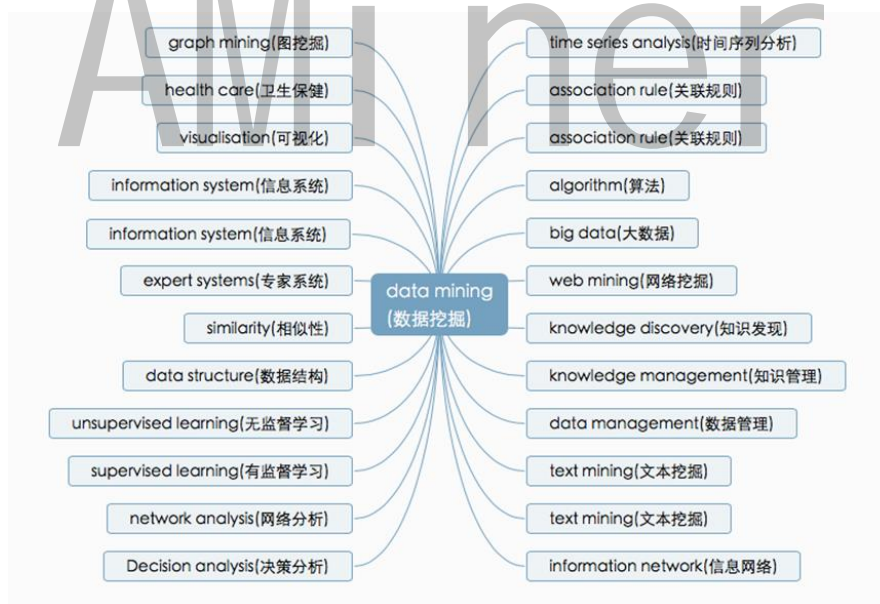 AMiner
graph mining(图挖掘)
health care(卫生保健)
visualisation(可视化)
information system(信息系统)
information system(信息系统)
expert systems(专家系统)
similarity(相似性)
data structure(数据结构)
unsupervised learning(无监督学习)
supervised learning(有监督学习)
network analysis(网络分析)
Decision analysis(决策分析)
data mining
(数据挖掘)
time series analysis(时间序列分析)
association rule(关联规则)
association rule(关联规则)
algorithm(算法)
big data(大数据)
web mining(网络挖掘)
knowledge discovery(知识发现)
knowledge management(知识管理)
data management(数据管理)
text mining(文本挖掘)
text mining(文本挖掘)
information network(信息网络)